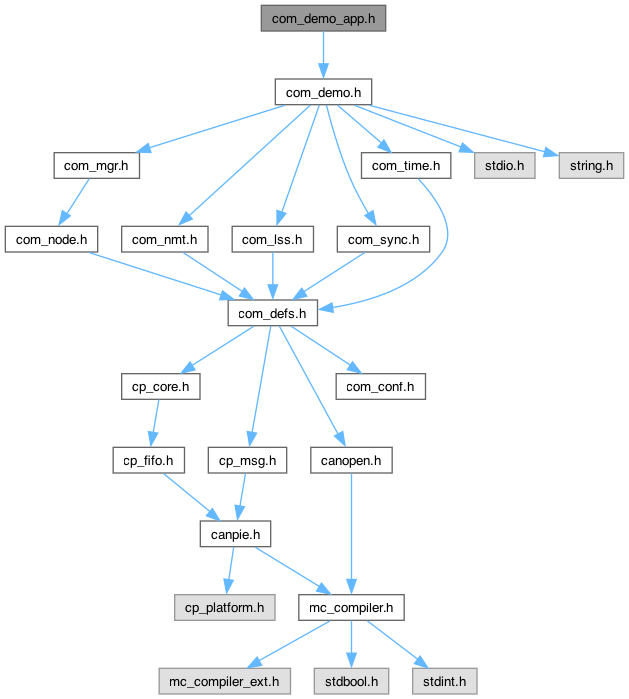 com_demo_app.h
com_demo.h
com_mgr.h
com_time.h
stdio.h
string.h
com_node.h
com_nmt.h
com_lss.h
com_sync.h
com_defs.h
cp_core.h
com_conf.h
cp_fifo.h
cp_msg.h
canopen.h
canpie.h
cp_platform.h
mc_compiler.h
mc_compiler_ext.h
stdbool.h
stdint.h